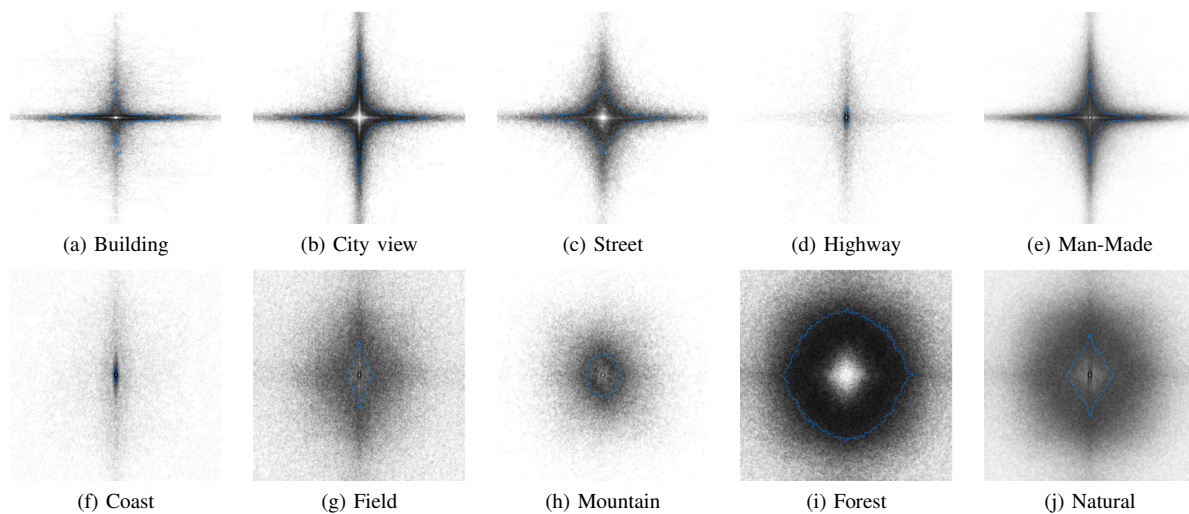 (a) Building
(b) City view
(c) Street
(d) Highway
(e) Man-Made
(f) Coast
(g) Field
(h) Mountain
(i) Forest
(j) Natural